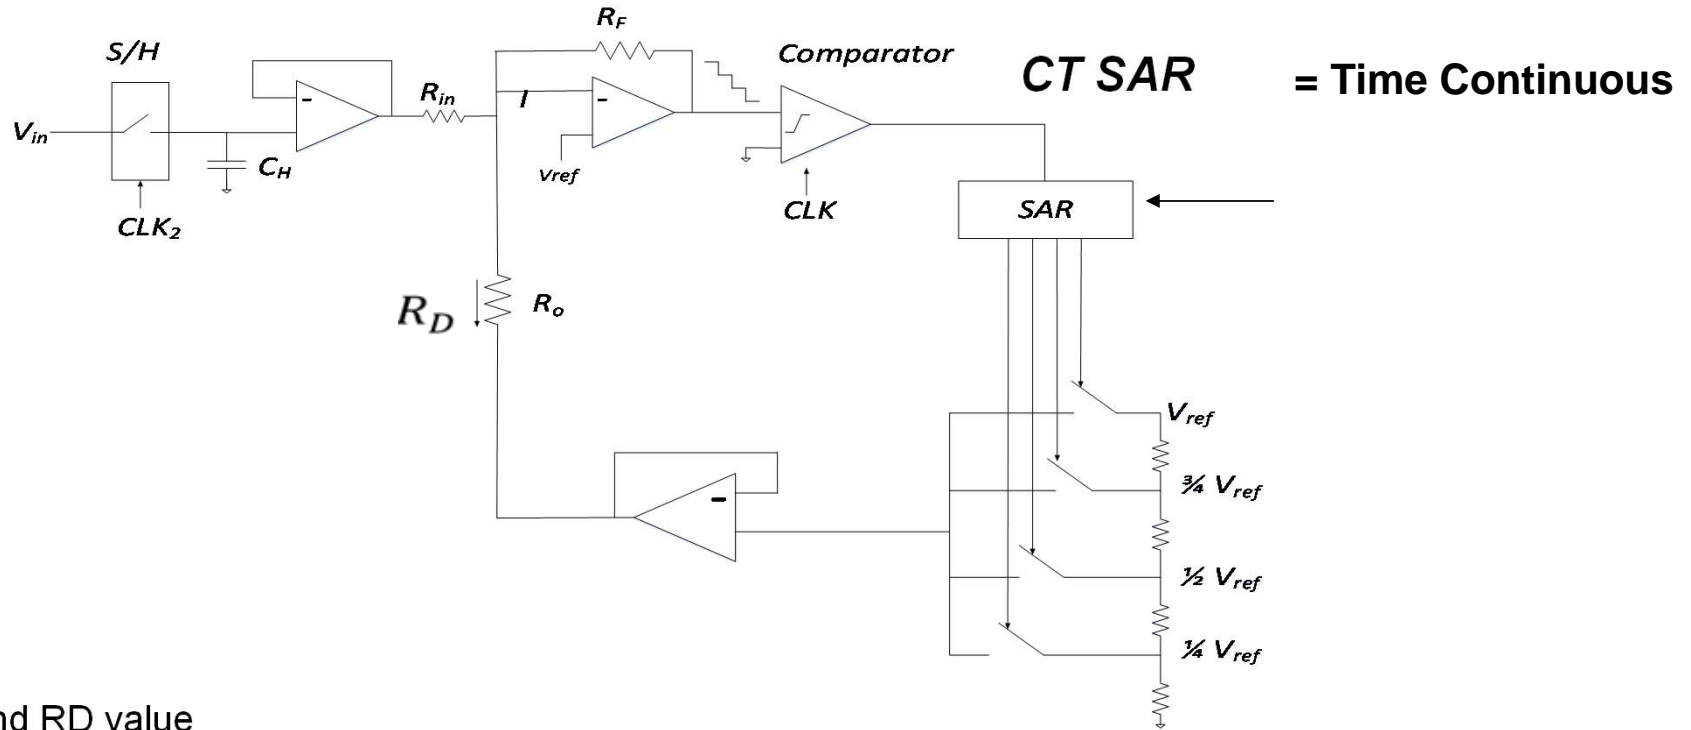 R_F
S/H
Comparator
CT SAR = Time Continuous
R_in
-
-
V_in
C_H
Vref
CLK
CLK_2
SAR
R_D
R_o
V_ref
¾ V_ref
-
½ V_ref
¼ V_ref
nd RD value